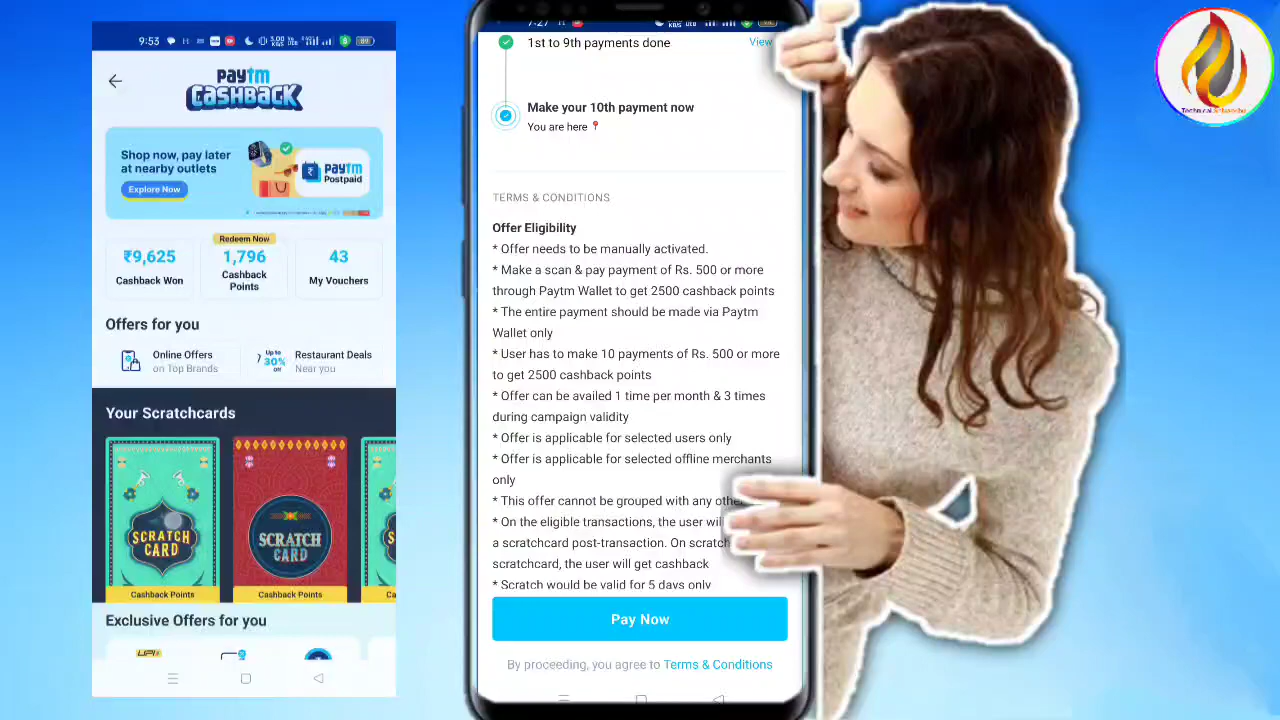 9:53
paytm
CASHBACK
Shop now, pay later
at nearby outlets
Explore Now
paytm
Postpaid
Redeem Now
₹9,625
Cashback Won
1,796
Cashback
Points
43
My Vouchers
Offers for you
Online Offers
on Top Brands
Up to
30%
Off
Restaurant Deals
Near you
Your Scratchcards
SCRATCH
CARD
Cashback Points
SCRATCH
CARD
Cashback Points
Ca
Exclusive Offers for you
UPI
7:27
1st to 9th payments done
View
Make your 10th payment now
You are here
TERMS & CONDITIONS
Offer Eligibility
* Offer needs to be manually activated.
* Make a scan & pay payment of Rs. 500 or more
through Paytm Wallet to get 2500 cashback points
* The entire payment should be made via Paytm
Wallet only
* User has to make 10 payments of Rs. 500 or more
to get 2500 cashback points
* Offer can be availed 1 time per month & 3 times
during campaign validity
* Offer is applicable for selected users only
* Offer is applicable for selected offline merchants
only
* This offer cannot be grouped with any othe
* On the eligible transactions, the user wil
a scratchcard post-transaction. On scratch
scratchcard, the user will get cashback
* Scratch would be valid for 5 days only
Pay Now
By proceeding, you agree to Terms & Conditions
Technical